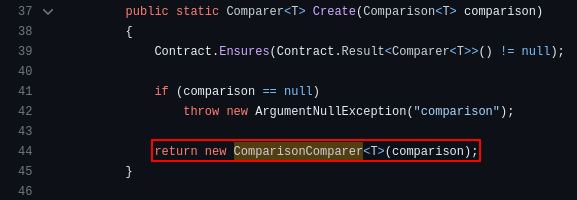 37 public static Comparer<T> Create(Comparison<T> comparison)
38 {
39 Contract.Ensures(Contract.Result<Comparer<T>>() != null);
40
41 if (comparison == null)
42 throw new ArgumentNullException("comparison");
43
44 return new ComparisonComparer<T>(comparison);
45 }
46